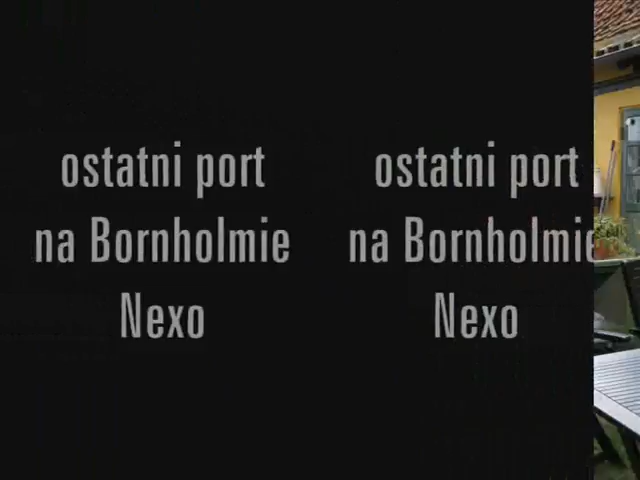 ostatni port
na Bornholmie
Nexo
ostatni port
na Bornholmie
Nexo